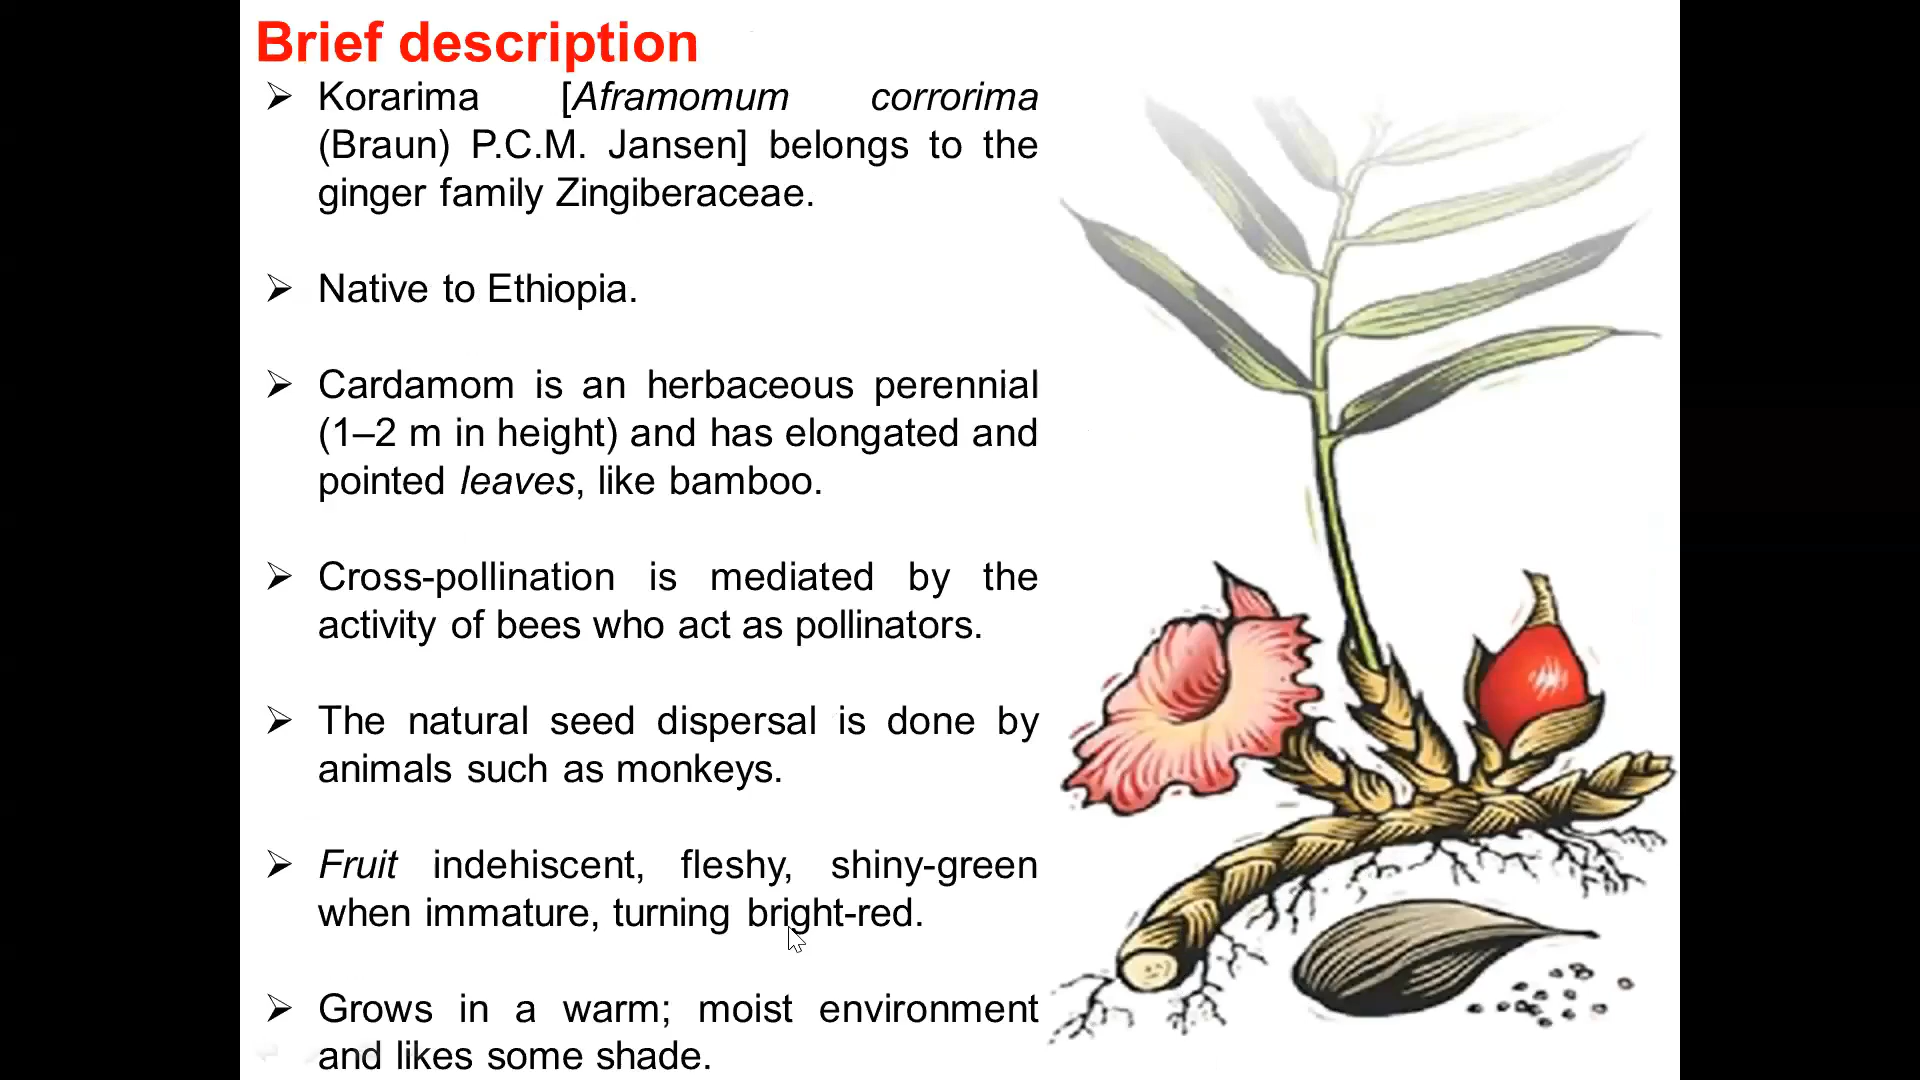 Brief description
➢ Korarima [Aframomum corrorima
(Braun) P.C.M. Jansen] belongs to the
ginger family Zingiberaceae.
➢ Native to Ethiopia.
➢ Cardamom is an herbaceous perennial
(1–2 m in height) and has elongated and
pointed leaves, like bamboo.
➢ Cross-pollination is mediated by the
activity of bees who act as pollinators.
➢ The natural seed dispersal is done by
animals such as monkeys.
➢ Fruit indehiscent, fleshy, shiny-green
when immature, turning bright-red.
➢ Grows in a warm; moist environment
and likes some shade.